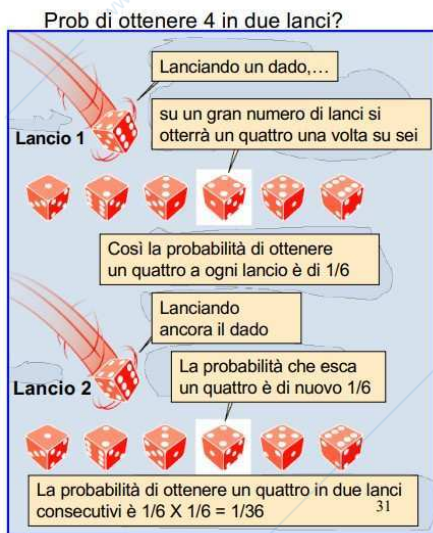 Prob di ottenere 4 in due lanci?
Lanciando un dado,...
Lancio 1
su un gran numero di lanci si
otterrà un quattro una volta su sei
Così la probabilità di ottenere
un quattro a ogni lancio è di 1/6
Lanciando
ancora il dado
Lancio 2
La probabilità che esca
un quattro è di nuovo 1/6
La probabilità di ottenere un quattro in due lanci
consecutivi è 1/6 X 1/6 = 1/36
31